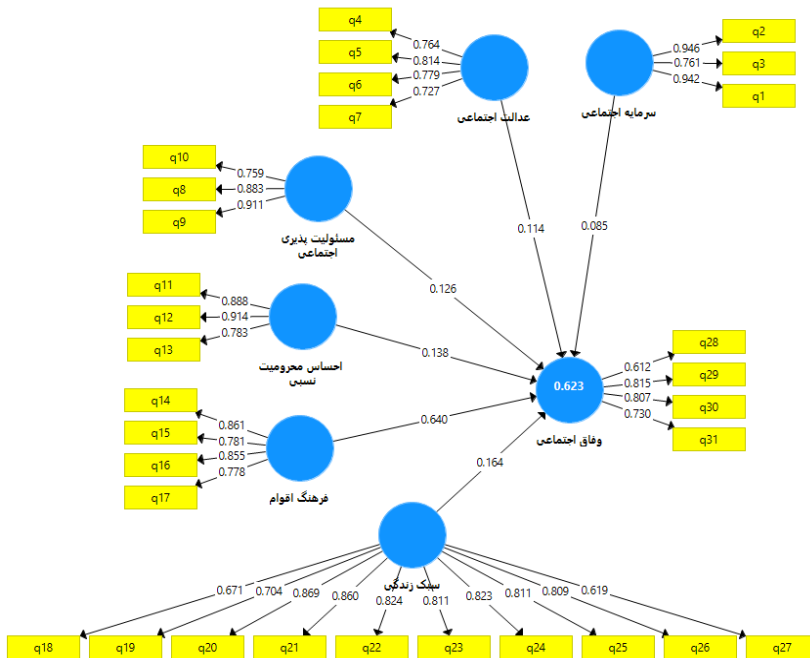 q4
q5
q6
q7
0.764
0.814
0.779
0.727
عدالت اجتماعی
q2
q3
q1
0.946
0.761
0.942
سرمایه اجتماعی
q10
q8
q9
0.759
0.883
0.911
مسئولیت پذیری
اجتماعی
0.114
0.085
0.126
q11
q12
q13
0.888
0.914
0.783
احساس محرومیت
نسبی
0.138
q14
q15
q16
q17
0.861
0.781
0.855
0.778
فرهنگ اقوام
0.640
0.623
وفاق اجتماعی
0.612
0.815
0.807
0.730
q28
q29
q30
q31
0.164
سبک زندگی
0.671
0.704
0.869
0.860
0.824
0.811
0.823
0.811
0.809
0.619
q18
q19
q20
q21
q22
q23
q24
q25
q26
q27